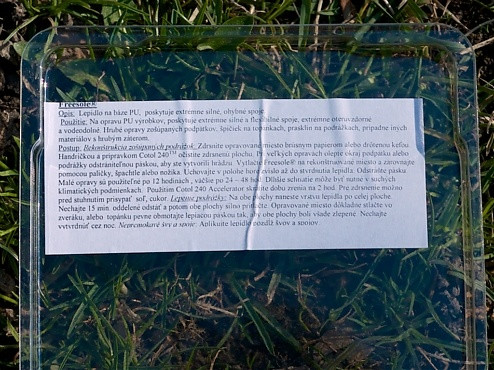 Freesole®
Opis: Lepidlo na báze PU, poskytuje extrémne silné, ohybné spoje.
Použitie: Na opravu PU výrobkov, poskytuje extrémne silné a flexibilné spoje, extrémne oteruvzdorné
a vodeodolné. Hrubé opravy zošúpaných podpätkov, špičiek na topánkach, prasklín na podrážkach, prípadne iných
materiálov s hrubým zúterom.
Postup: Rekonštrukcia zošúpaných podrážok: Zdrsnite opravované miesto brúsnym papierom alebo drôtenou kefou.
Handričkou a prípravkom Cotol 240™ očistite zdrsnenú plochu. Pri veľkých opravách olepte okraj podpätku alebo
podrážky odstrániteľnou páskou, aby ste vytvorili hrádzu. Vytlačte Freesole® na rekonštruované miesto a zarovnajte
pomocou paličky, špachtle alebo nožíka. Uchovajte v polohe horizontálne až do stvrdnutia lepidla. Odstráňte pásku.
Malé opravy sú použiteľné po 12 hodinách, väčšie po 24 – 48 hod. Dlhšie schnutie môže byť nutné v suchých
klimatických podmienkach. Použitím Cotol 240 Accelerator skrátite dobu zrenia na 2 hod. Pre zdrsnenie možno
pred stuhnutím prisypať soľ, cukor. Lepenie podrážky: Na obe plochy naneste vrstvu lepidla po celej ploche.
Nechajte 15 min. oddelené odstáť a potom obe plochy silno pritlačte. Opravované miesto dôkladne stlačte vo
zveráku, alebo topánku pevne obmotajte lepiacou páskou tak, aby obe plochy boli všade zlepené. Nechajte
vytvrdnúť cez noc. Nepremokavé švy a spoje: Aplikujte lepidlo pozdĺž švov a spojov.